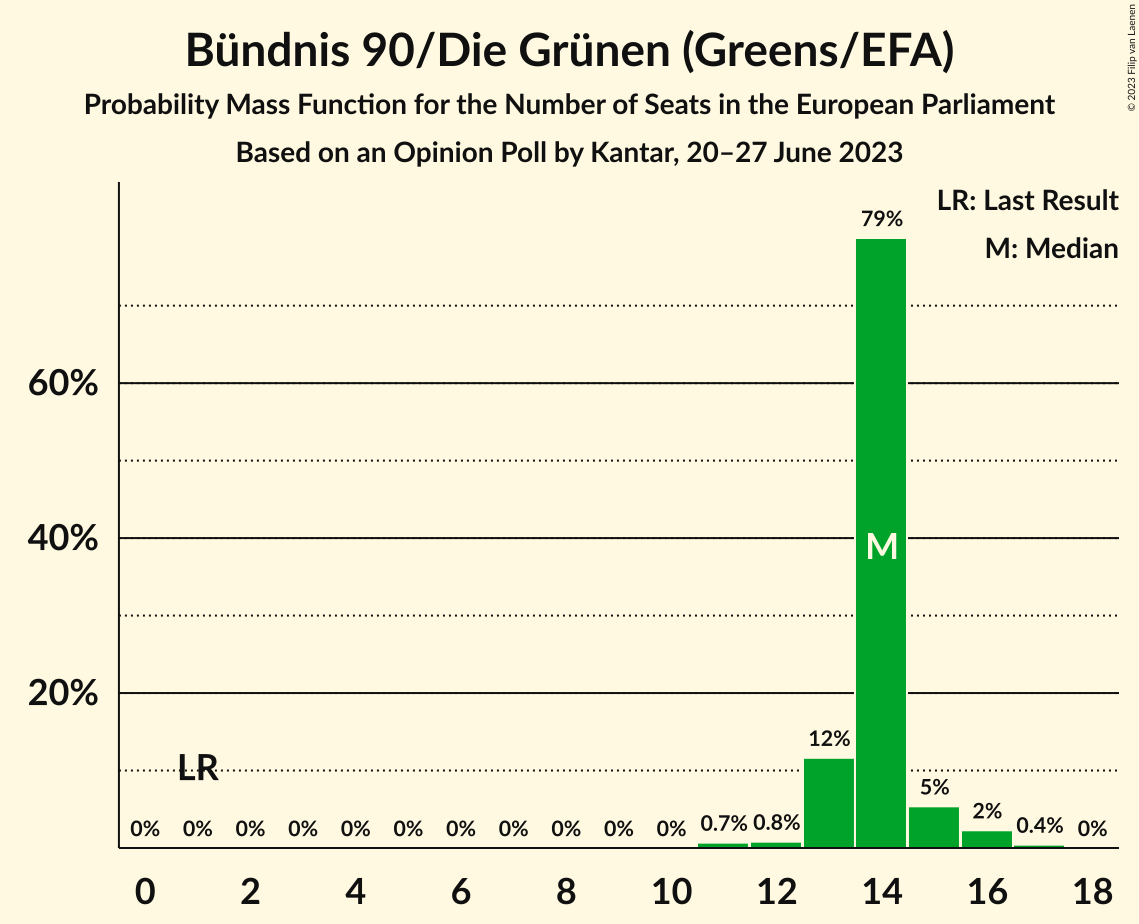 Bündnis 90/Die Grünen (Greens/EFA)
Probability Mass Function for the Number of Seats in the European Parliament
Based on an Opinion Poll by Kantar, 20–27 June 2023
© 2023 Filip van Laenen
LR: Last Result
M: Median
79%
60%
40%
M
20%
12%
LR
5%
2%
0% 0% 0% 0% 0% 0% 0% 0% 0% 0% 0% 0.7% 0.8% 0.4% 0%
0 2 4 6 8 10 12 14 16 18